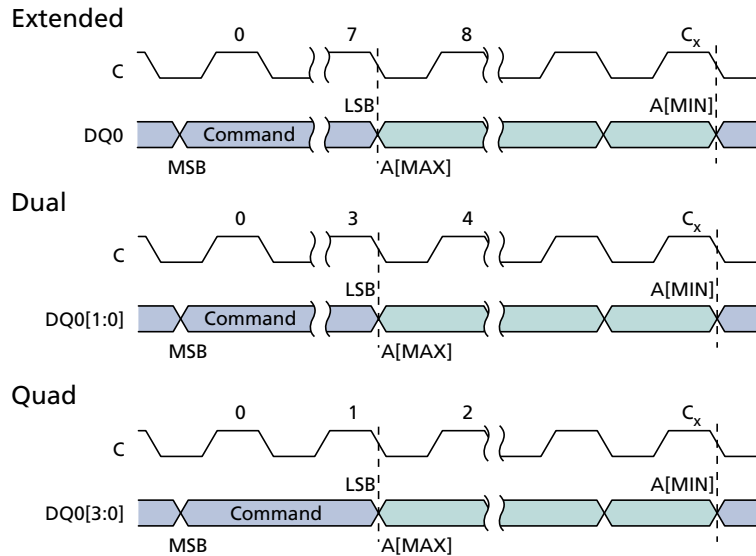 Extended
0 7 8 Cx
C
LSB A[MIN]
DQ0 Command
MSB A[MAX]
Dual
0 3 4 Cx
C
LSB A[MIN]
DQ0[1:0] Command
MSB A[MAX]
Quad
0 1 2 Cx
C
LSB A[MIN]
DQ0[3:0] Command
MSB A[MAX]